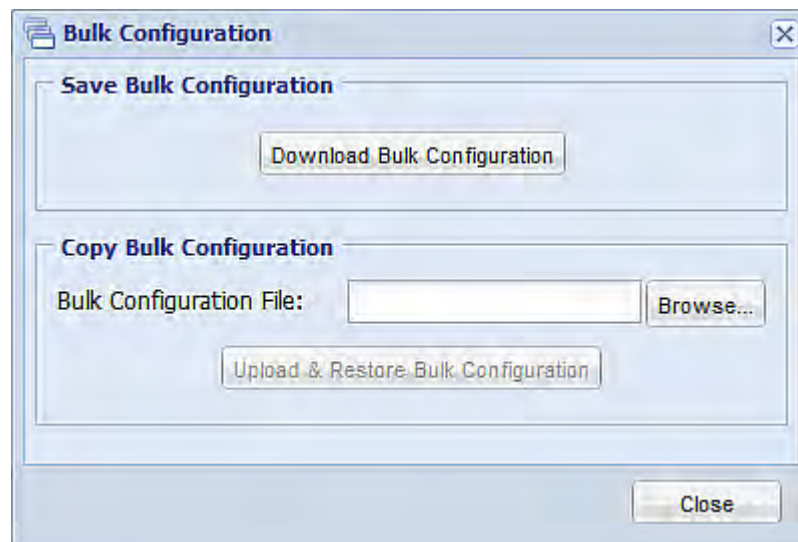 Bulk Configuration
Save Bulk Configuration
Download Bulk Configuration
Copy Bulk Configuration
Bulk Configuration File:
Browse...
Upload & Restore Bulk Configuration
Close